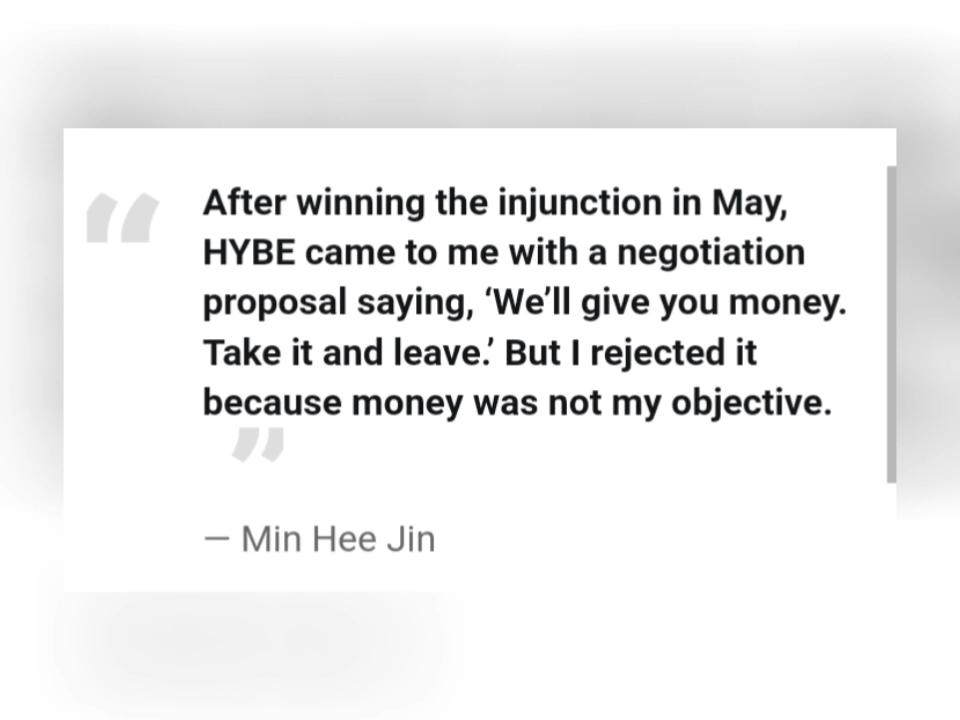 “
After winning the injunction in May,
HYBE came to me with a negotiation
proposal saying, ‘We’ll give you money.
Take it and leave.’ But I rejected it
because money was not my objective.
”
— Min Hee Jin